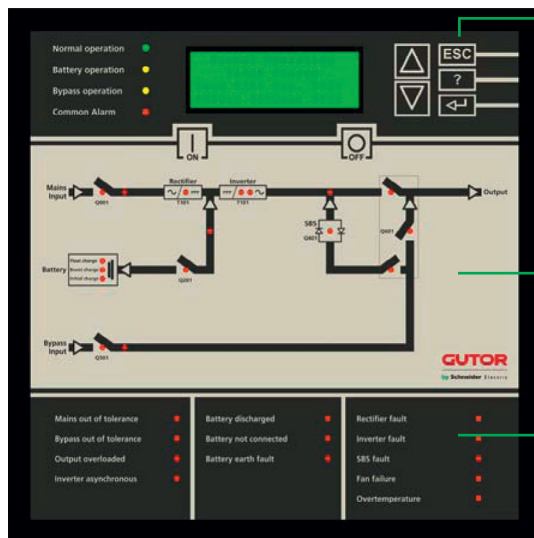 Normal operation
Battery operation
Bypass operation
Common Alarm
ESC
?
ON
OFF
Mains Input
Rectifier
Inverter
Output
Q001
T101
SBS
Battery
Float charge
Boost charge
Initial charge
Q201
Bypass Input
GUTOR
by Schneider Electric
Mains out of tolerance
Bypass out of tolerance
Output overloaded
Inverter asynchronous
Battery discharged
Battery not connected
Battery earth fault
Rectifier fault
Inverter fault
SBS fault
Fan failure
Overtemperature